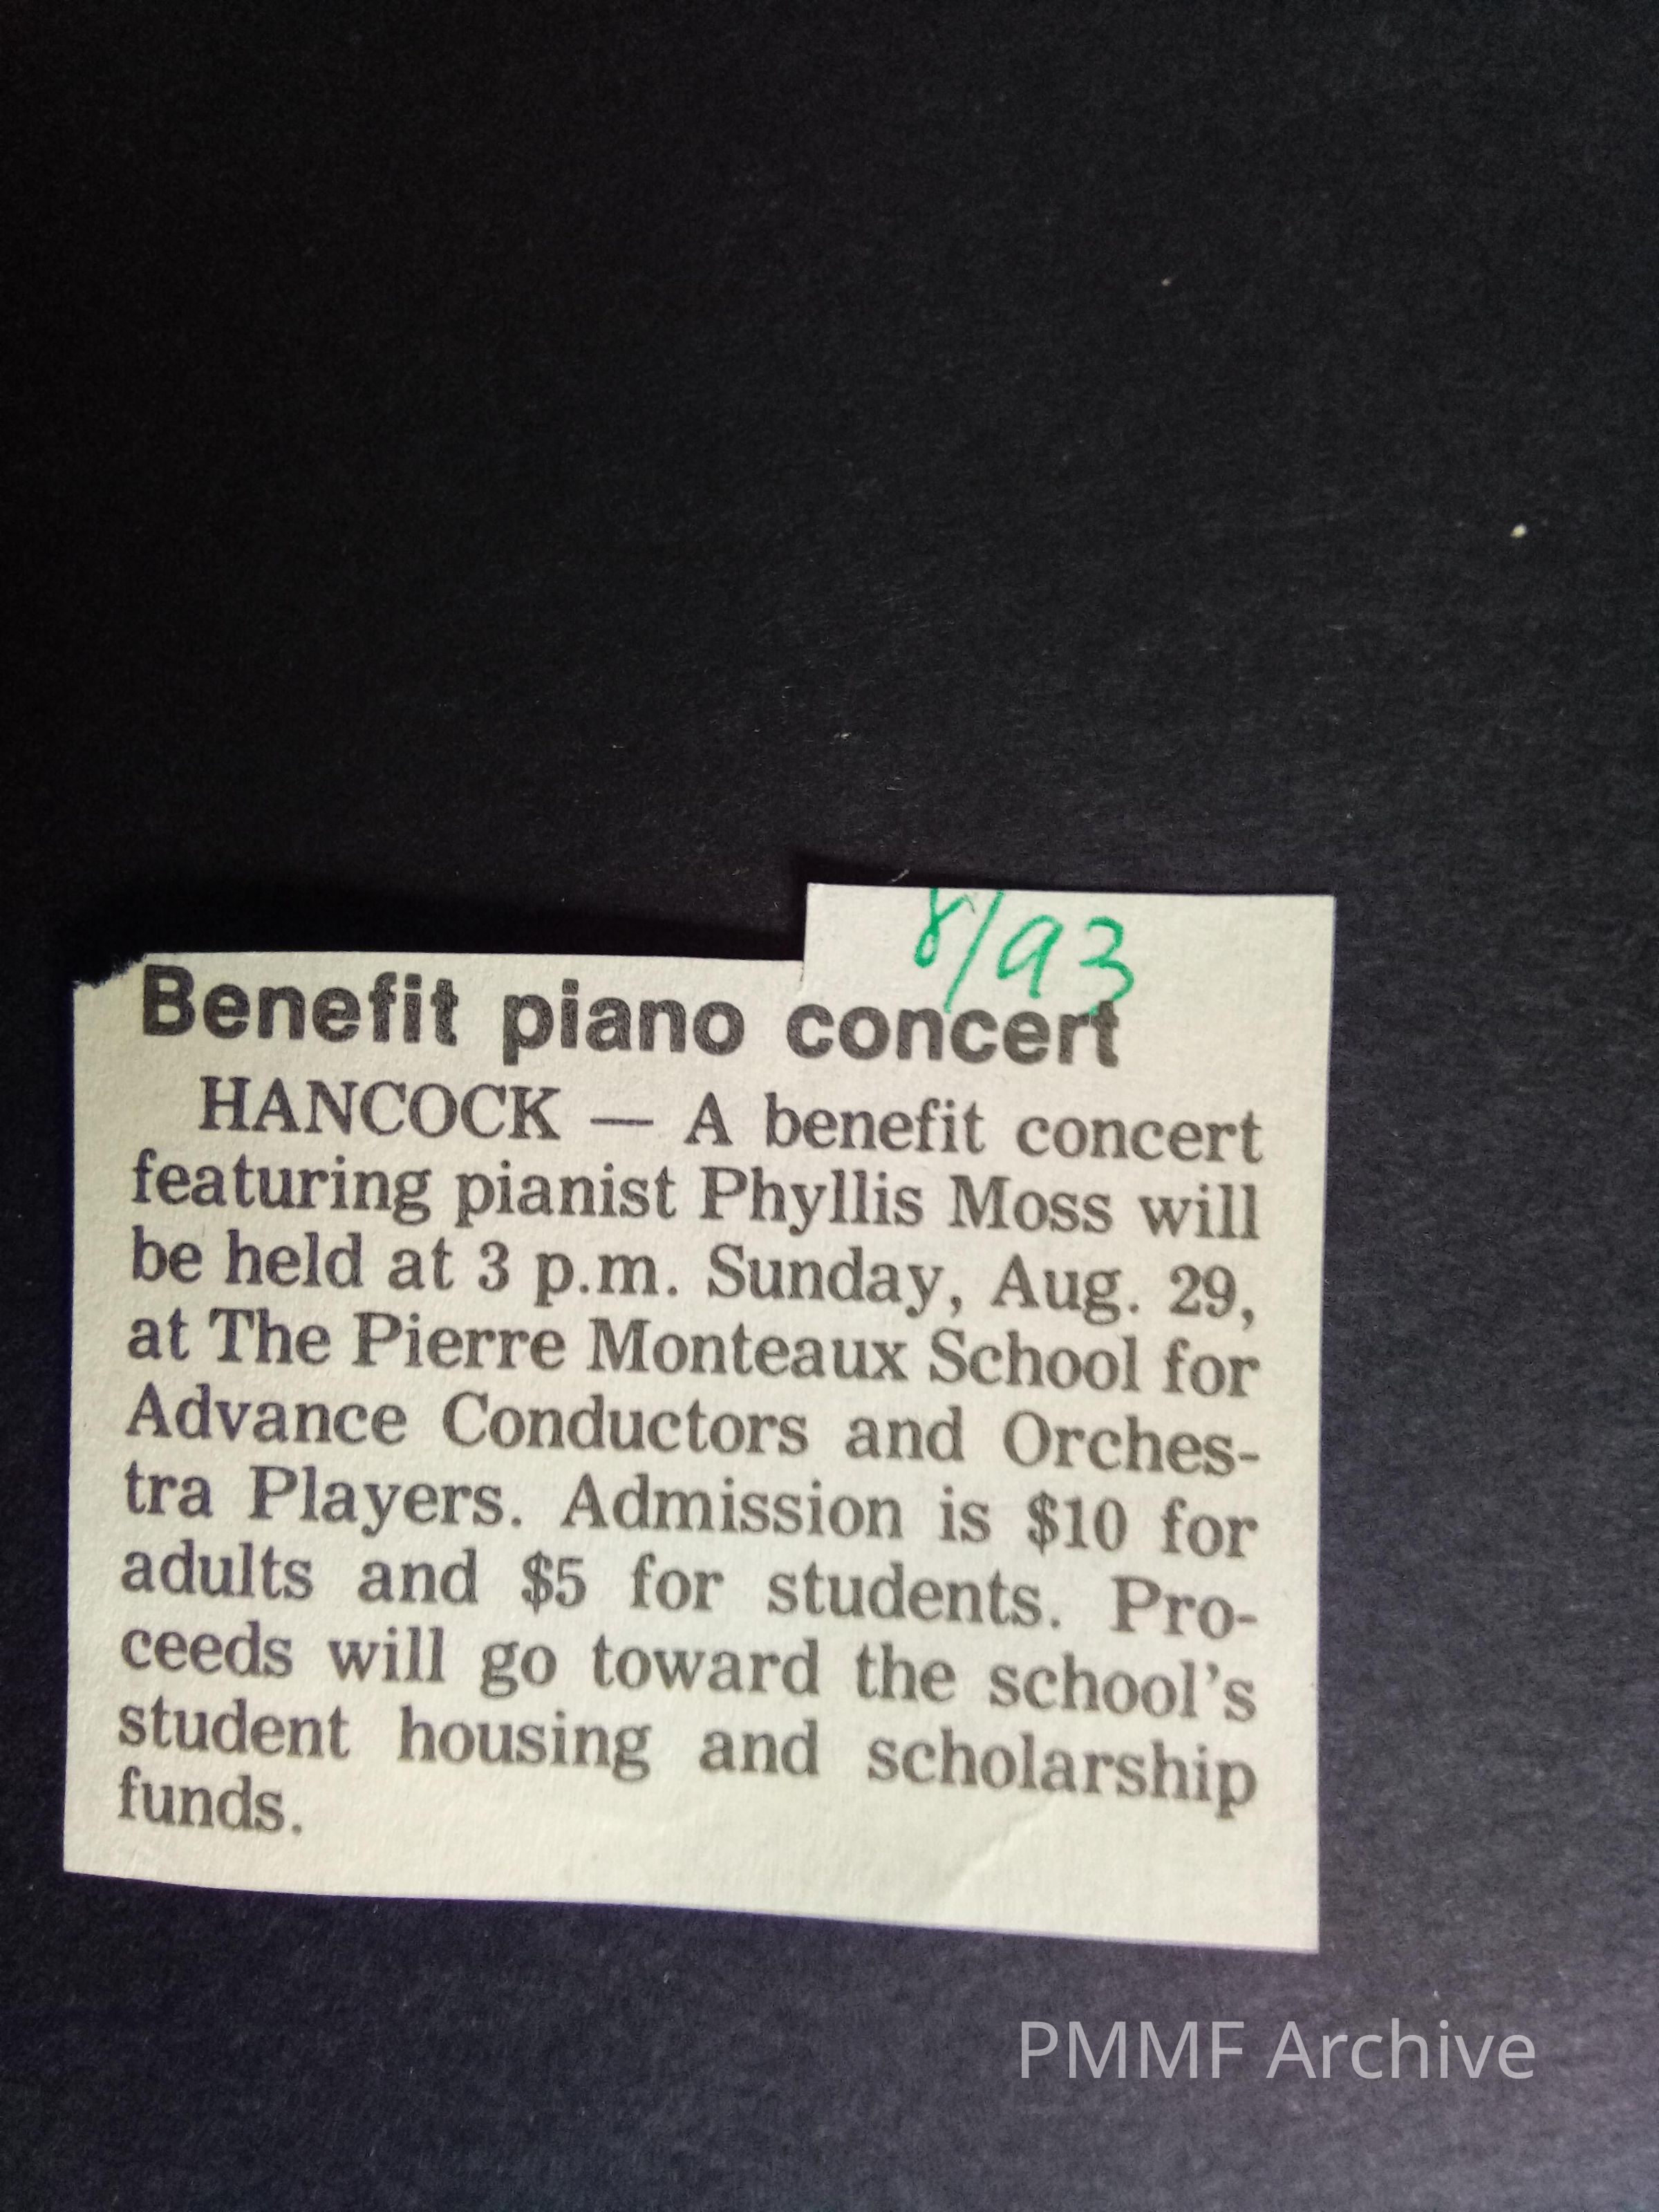 8/93
Benefit piano concert
HANCOCK — A benefit concert
featuring pianist Phyllis Moss will
be held at 3 p.m. Sunday, Aug. 29,
at The Pierre Monteaux School for
Advance Conductors and Orches-
tra Players. Admission is $10 for
adults and $5 for students. Pro-
ceeds will go toward the school's
student housing and scholarship
funds.
PMMF Archive